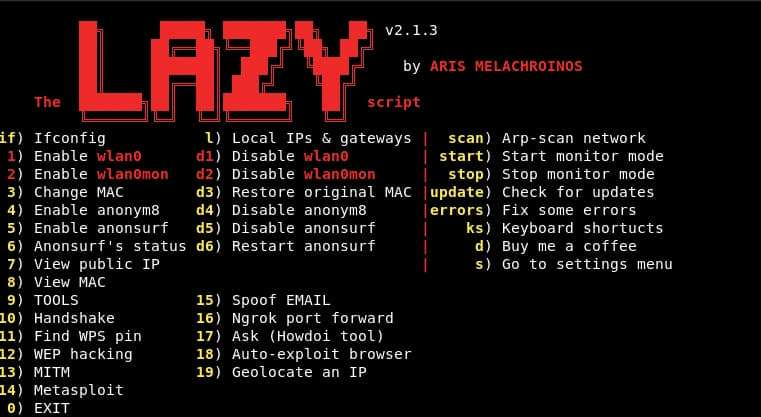 LAZY v2.1.3
by ARIS MELACHROINOS
The script
if) Ifconfig l) Local IPs & gateways | scan) Arp-scan network
1) Enable wlan0 d1) Disable wlan0 | start) Start monitor mode
2) Enable wlan0mon d2) Disable wlan0mon | stop) Stop monitor mode
3) Change MAC d3) Restore original MAC |update) Check for updates
4) Enable anonym8 d4) Disable anonym8 |errors) Fix some errors
5) Enable anonsurf d5) Disable anonsurf | ks) Keyboard shortucts
6) Anonsurf's status d6) Restart anonsurf | d) Buy me a coffee
7) View public IP | s) Go to settings menu
8) View MAC
9) TOOLS 15) Spoof EMAIL
10) Handshake 16) Ngrok port forward
11) Find WPS pin 17) Ask (Howdoi tool)
12) WEP hacking 18) Auto-exploit browser
13) MITM 19) Geolocate an IP
14) Metasploit
0) EXIT